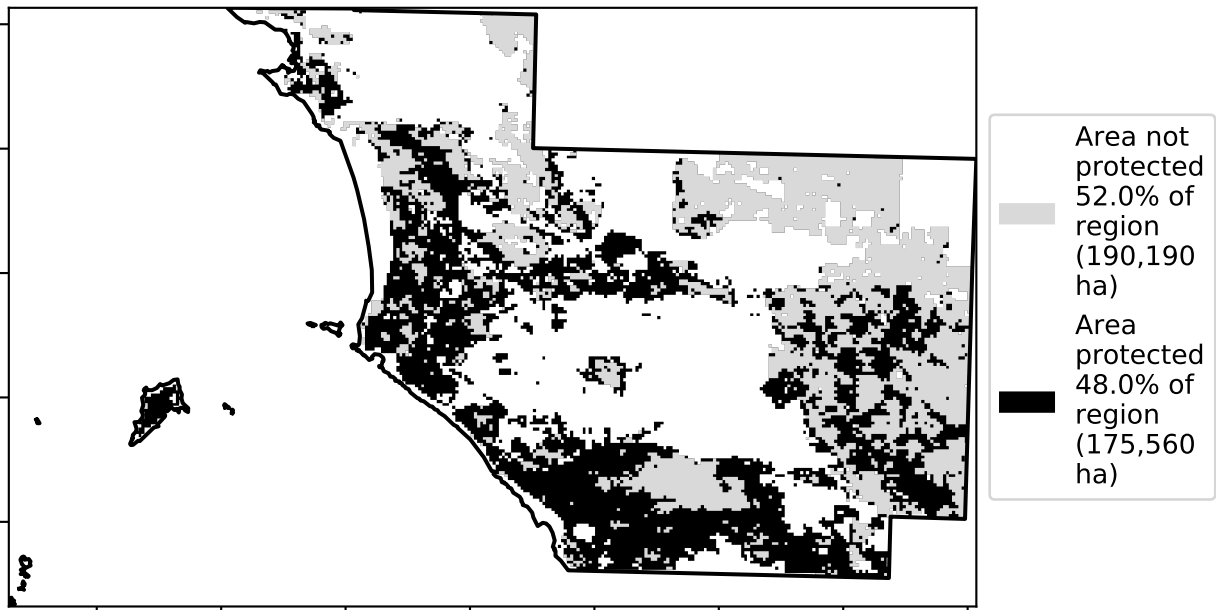 Area not
protected
52.0% of
region
(190,190
ha)
Area
protected
48.0% of
region
(175,560
ha)